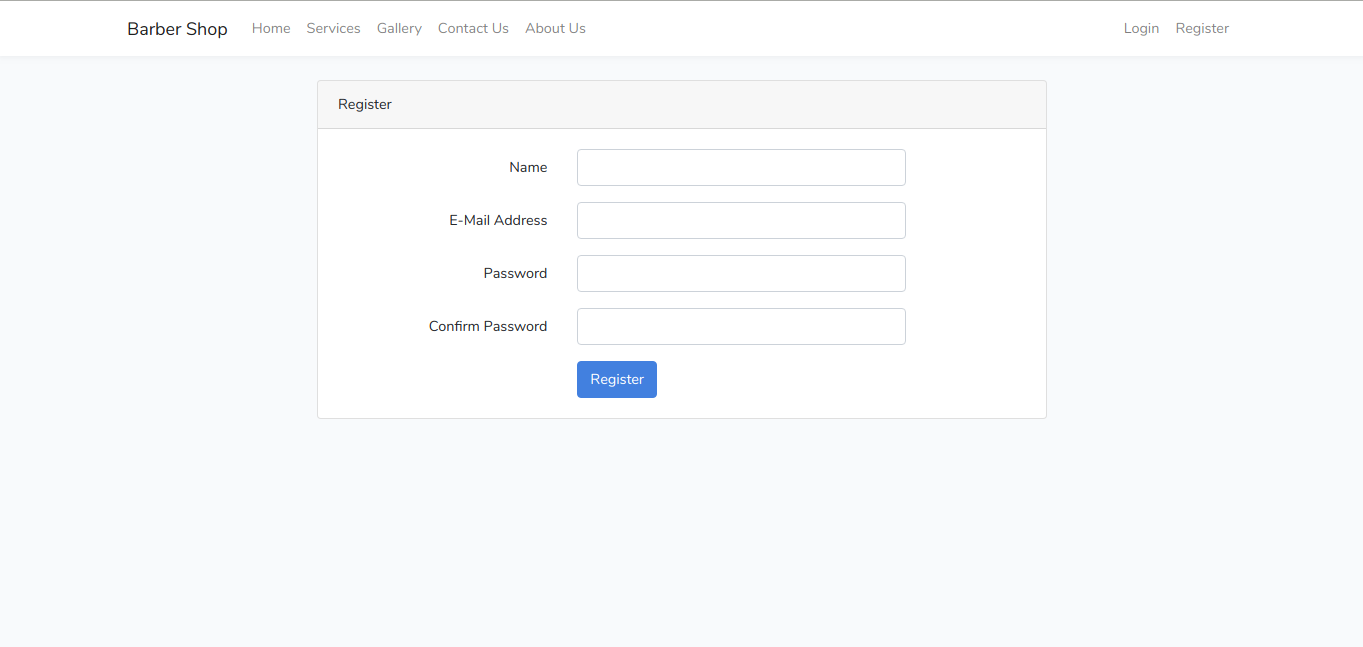 Barber Shop Home Services Gallery Contact Us About Us Login Register
Register
Name
E-Mail Address
Password
Confirm Password
Register